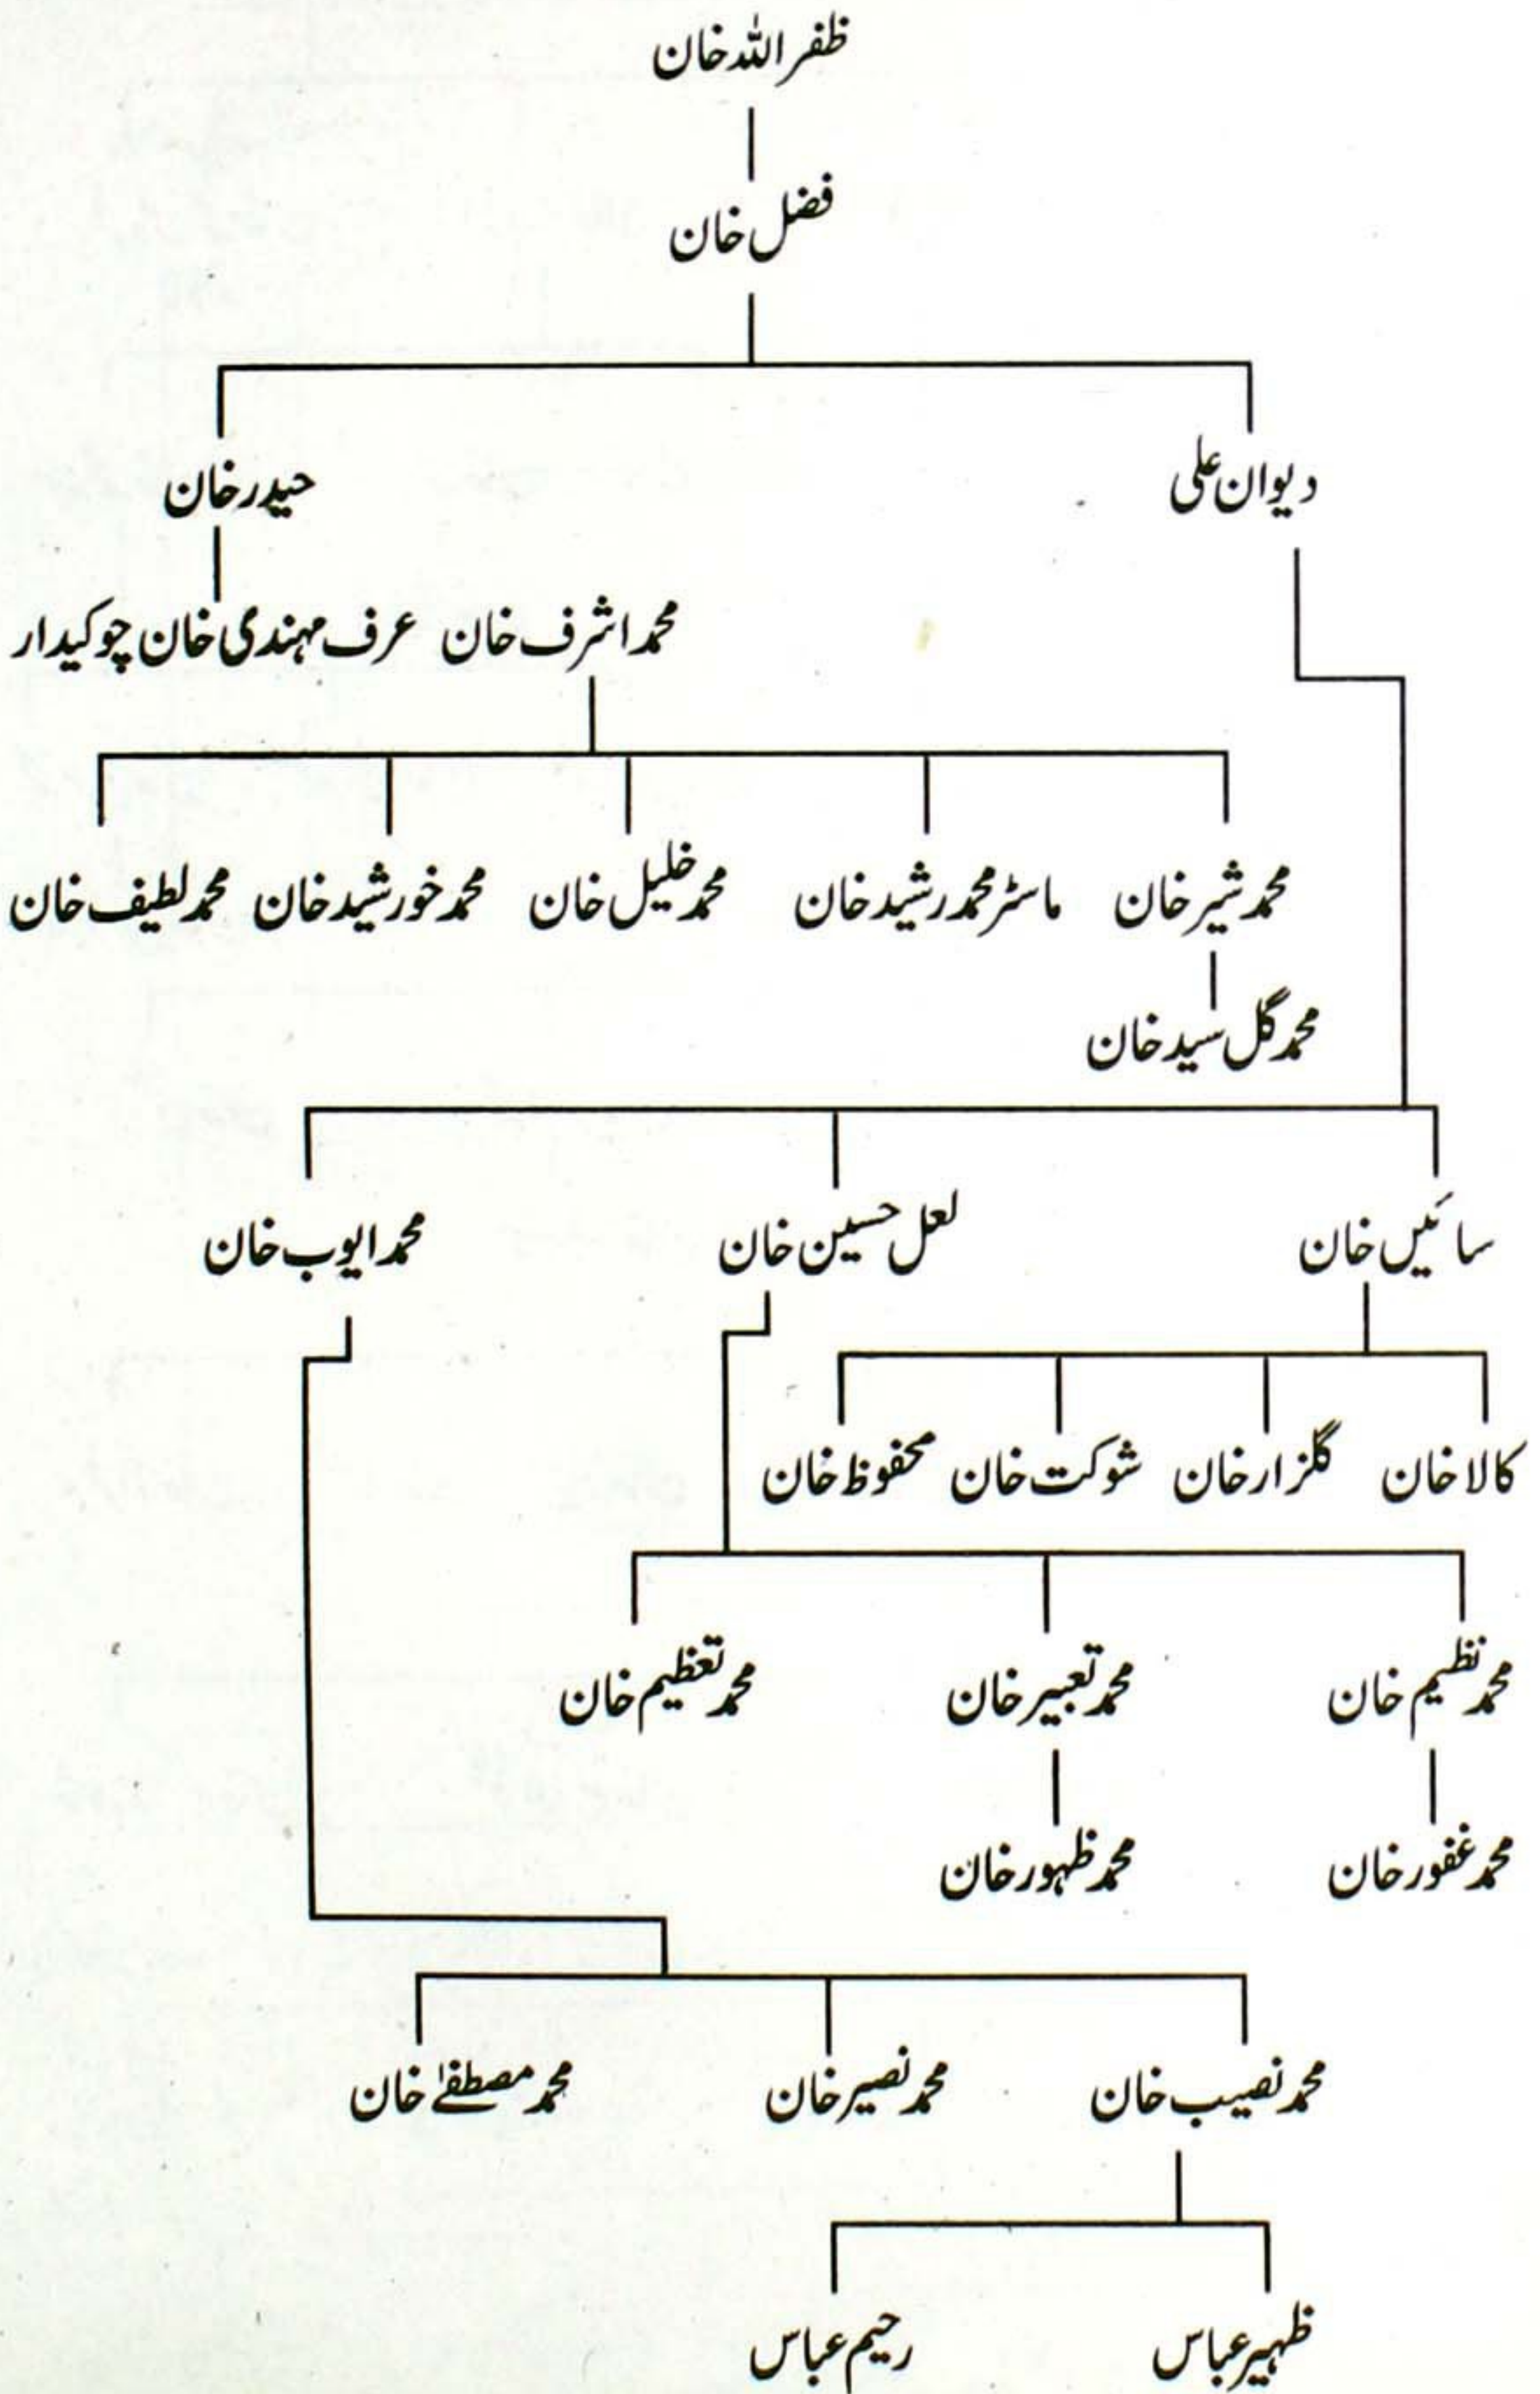 ظفر اللہ خان
فضل خان
دیوان علی حیدر خان
محمد اشرف خان عرف مہندی خان چوکیدار
محمد شیر خان ماسٹر محمد رشید خان محمد خلیل خان محمد خورشید خان محمد لطیف خان
محمد گل سید خان
سائیں خان لعل حسین خان محمد ایوب خان
کالا خان گلزار خان شوکت خان محفوظ خان
محمد نظیم خان محمد تعبیر خان محمد تعظیم خان
محمد غفور خان محمد ظہور خان
محمد نصیب خان محمد نصیر خان محمد مصطفےٰ خان
ظہیر عباس رحیم عباس